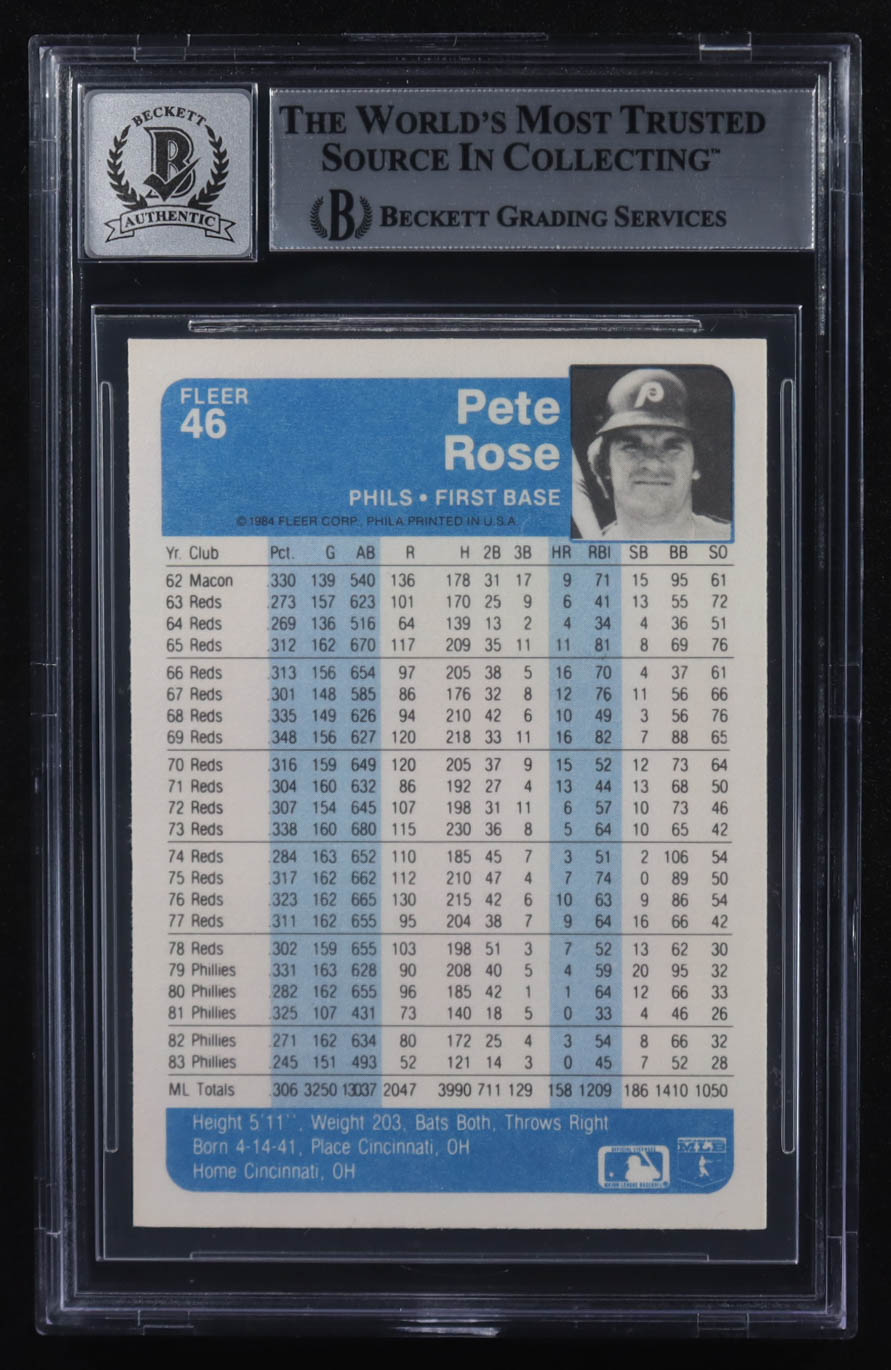 BECKETT
B
AUTHENTIC
THE WORLD'S MOST TRUSTED
SOURCE IN COLLECTING™
B BECKETT GRADING SERVICES
FLEER
46
Pete
Rose
PHILS • FIRST BASE
© 1984 FLEER CORP., PHILA PRINTED IN U.S.A.
P
Yr. Club Pct. G AB R H 2B 3B HR RBI SB BB SO
62 Macon .330 139 540 136 178 31 17 9 71 15 95 61
63 Reds .273 157 623 101 170 25 9 6 41 13 55 72
64 Reds .269 136 516 64 139 13 2 4 34 4 36 51
65 Reds .312 162 670 117 209 35 11 11 81 8 69 76
66 Reds .313 156 654 97 205 38 5 16 70 4 37 61
67 Reds .301 148 585 86 176 32 8 12 76 11 56 66
68 Reds .335 149 626 94 210 42 6 10 49 3 56 76
69 Reds .348 156 627 120 218 33 11 16 82 7 88 65
70 Reds .316 159 649 120 205 37 9 15 52 12 73 64
71 Reds .304 160 632 86 192 27 4 13 44 13 68 50
72 Reds .307 154 645 107 198 31 11 6 57 10 73 46
73 Reds .338 160 680 115 230 36 8 5 64 10 65 42
74 Reds .284 163 652 110 185 45 7 3 51 2 106 54
75 Reds .317 162 662 112 210 47 4 7 74 0 89 50
76 Reds .323 162 665 130 215 42 6 10 63 9 86 54
77 Reds .311 162 655 95 204 38 7 9 64 16 66 42
78 Reds .302 159 655 103 198 51 3 7 52 13 62 30
79 Phillies .331 163 628 90 208 40 5 4 59 20 95 32
80 Phillies .282 162 655 96 185 42 1 1 64 12 66 33
81 Phillies .325 107 431 73 140 18 5 0 33 4 46 26
82 Phillies .271 162 634 80 172 25 4 3 54 8 66 32
83 Phillies .245 151 493 52 121 14 3 0 45 7 52 28
ML Totals .306 3250 13037 2047 3990 711 129 158 1209 186 1410 1050
Height 5'11'', Weight 203, Bats Both, Throws Right
Born 4-14-41, Place Cincinnati, OH
Home Cincinnati, OH
MAJOR LEAGUE BASEBALL
MLB